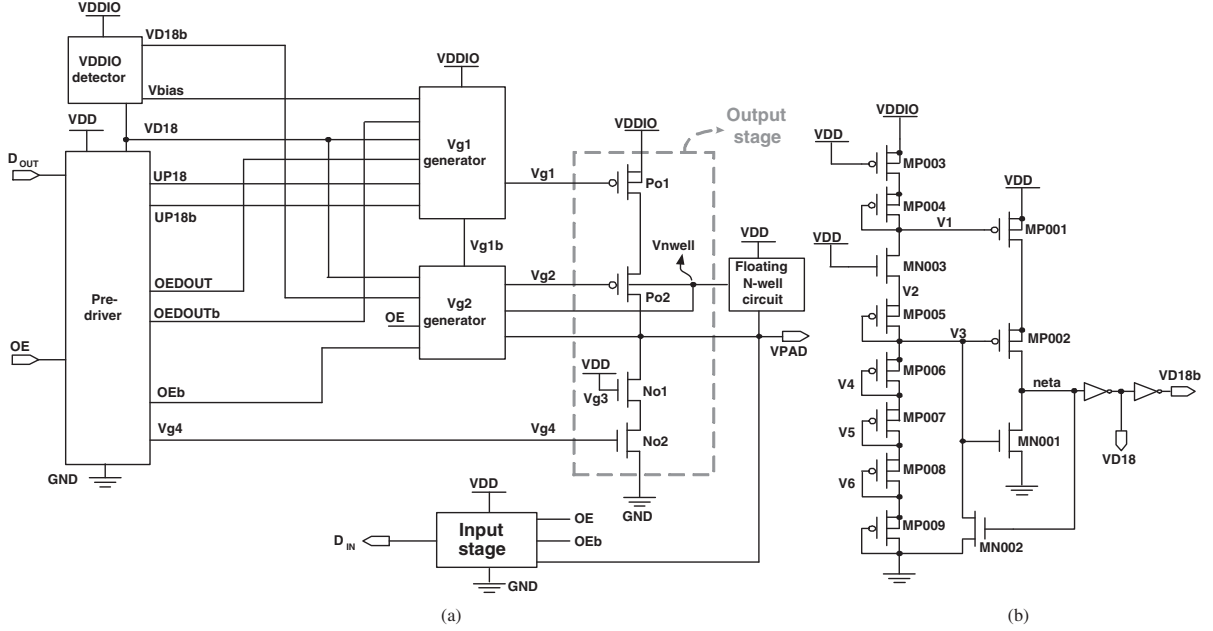 VDDIO
VD18b
VDDIO
detector
Vbias
VDD
VD18
D OUT
UP18
UP18b
Pre-
driver
OEDOUT
OEDOUTb
OE
OEb
Vg4
GND
VDDIO
Vg1
generator
Vg1
Vg1b
Vg2
generator
OE
Vg2
VDDIO
Output
stage
Po1
Vnwell
Po2
VDD
Floating
N-well
circuit
VPAD
VDD
Vg3
No1
Vg4
No2
GND
VDD
Input
stage
OE
OEb
D IN
GND
(a)
VDDIO
VDD
MP003
MP004
VDD
V1
MP001
VDD
MN003
V2
MP005
V3
MP002
MP006
V4
neta
VD18b
MP007
V5
MN001
VD18
MP008
V6
MP009
MN002
(b)